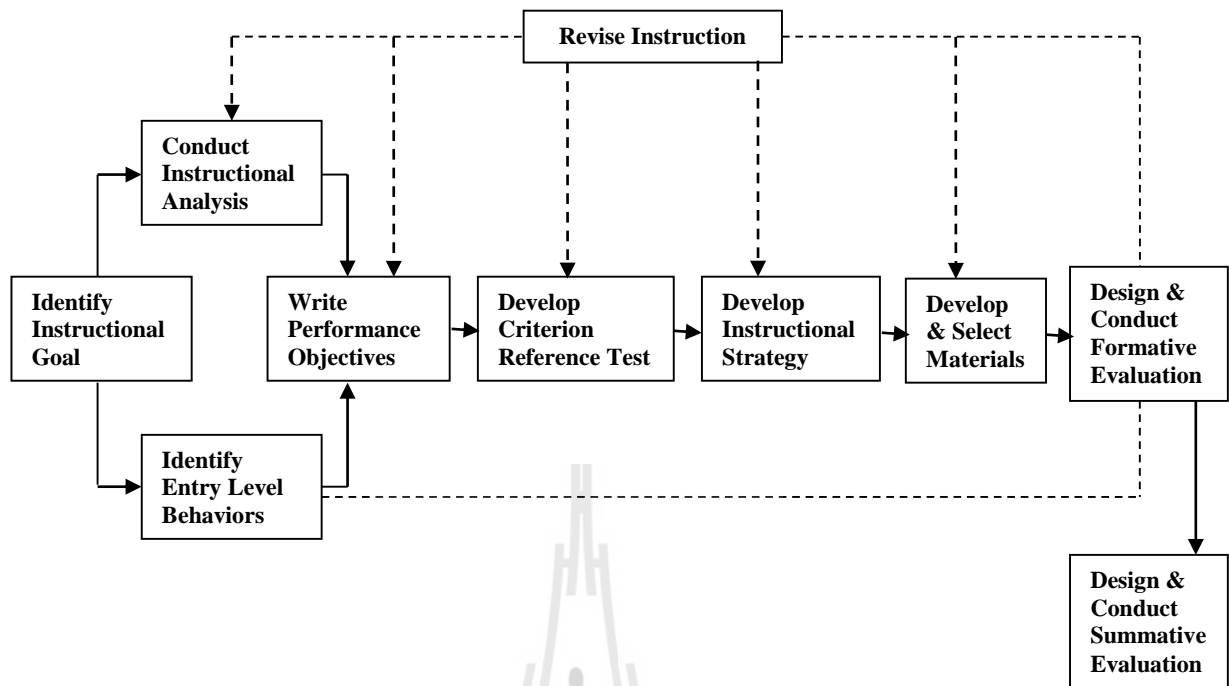 Revise Instruction
Conduct
Instructional
Analysis
Identify
Instructional
Goal
Write
Performance
Objectives
Develop
Criterion
Reference Test
Develop
Instructional
Strategy
Develop
& Select
Materials
Design &
Conduct
Formative
Evaluation
Identify
Entry Level
Behaviors
Design &
Conduct
Summative
Evaluation